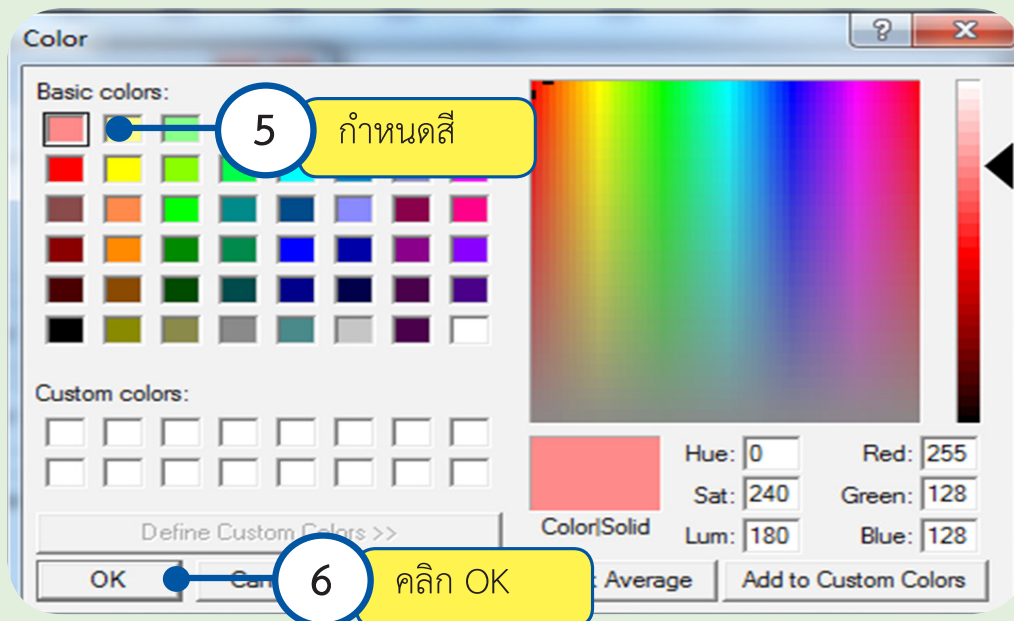 Color
Basic colors:
5 กำหนดสี
Custom colors:
Hue: 0 Red: 255
Sat: 240 Green: 128
Color|Solid Lum: 180 Blue: 128
Define Custom Colors >>
OK
6 คลิก OK
Average
Add to Custom Colors